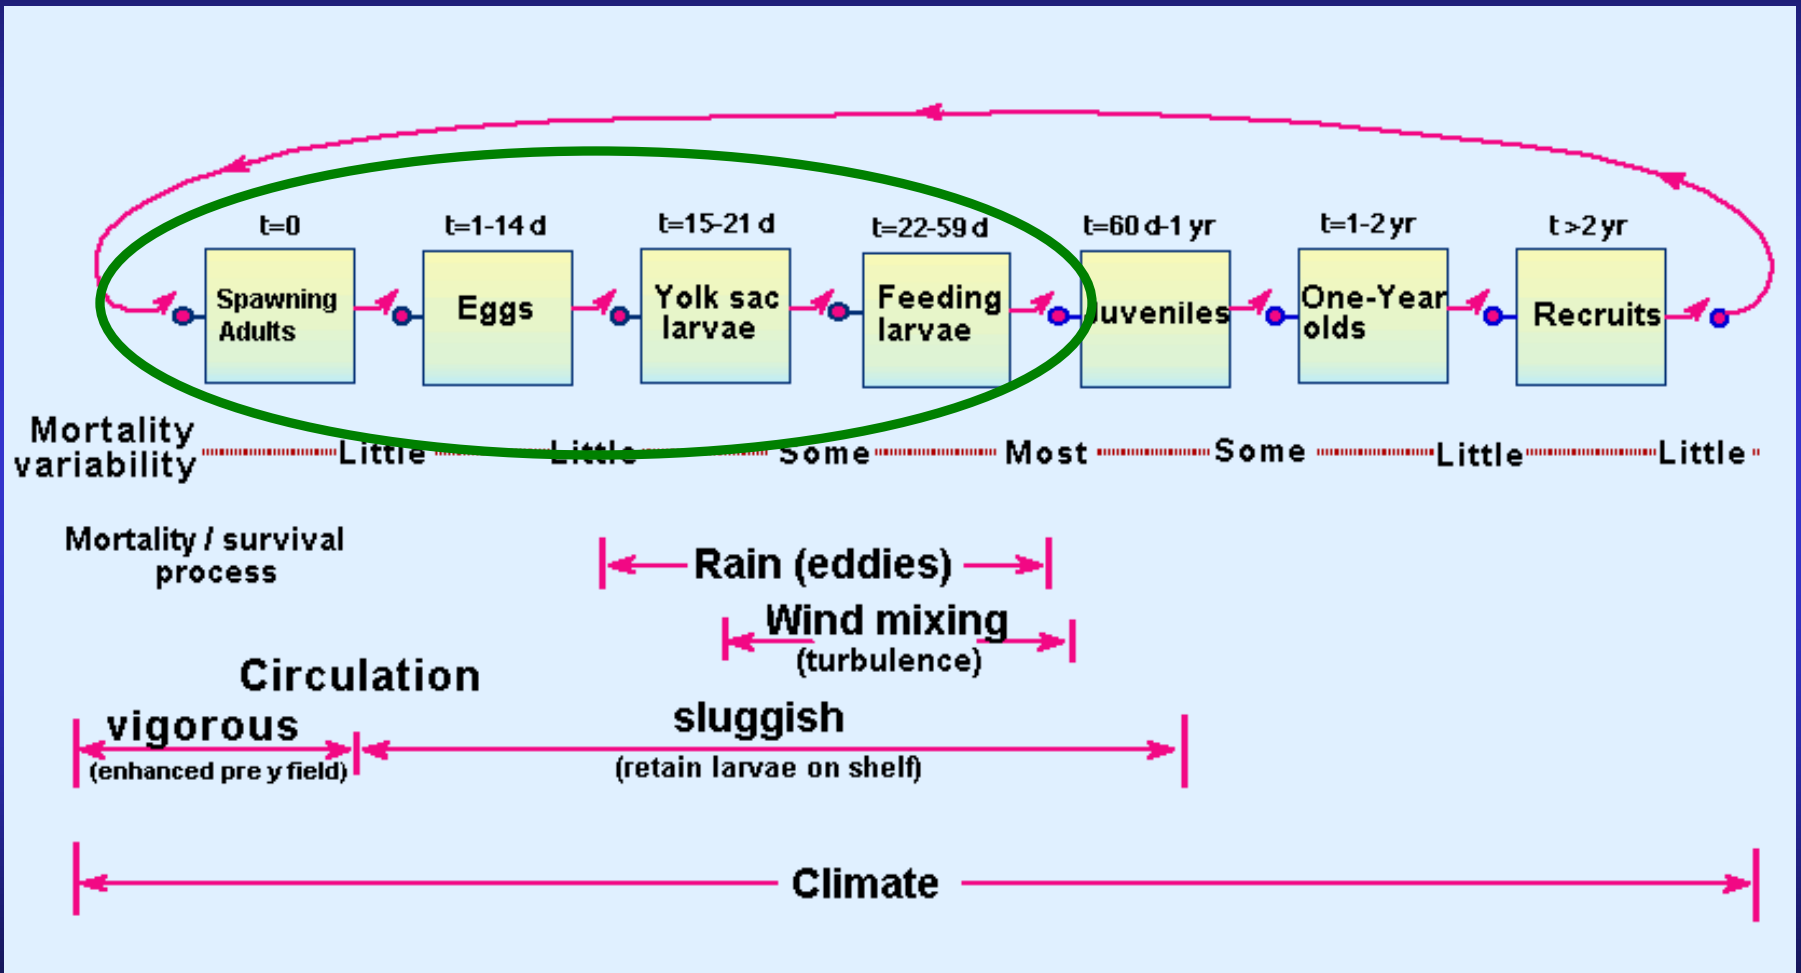 t=0
t=1-14 d
t=15-21 d
t=22-59 d
t=60 d-1 yr
t=1-2 yr
t >2 yr
Spawning
Adults
Eggs
Yolk sac
larvae
Feeding
larvae
Juveniles
One-Year
olds
Recruits
Mortality
variability
Little
Little
Some
Most
Some
Little
Little
Mortality / survival
process
Rain (eddies)
Wind mixing
(turbulence)
Circulation
vigorous
(enhanced pre y field)
sluggish
(retain larvae on shelf)
Climate